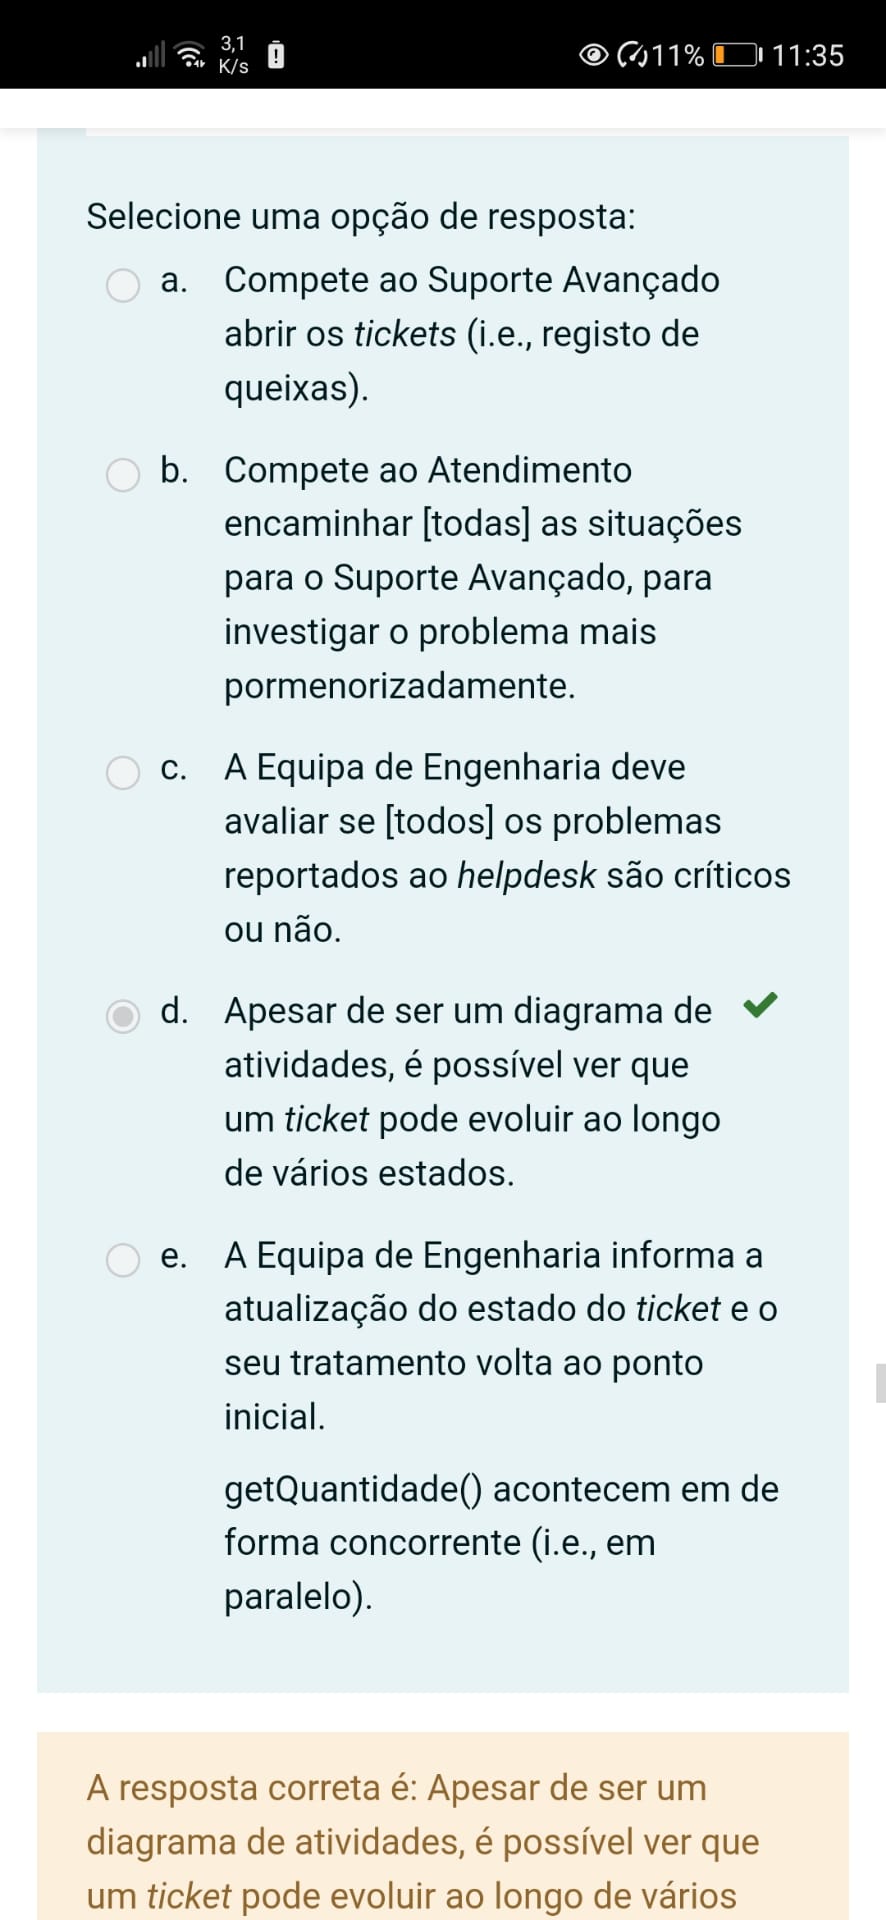 3,1
K/s
11%
11:35
Selecione uma opção de resposta:
a. Compete ao Suporte Avançado
abrir os tickets (i.e., registo de
queixas).
b. Compete ao Atendimento
encaminhar [todas] as situações
para o Suporte Avançado, para
investigar o problema mais
pormenorizadamente.
c. A Equipa de Engenharia deve
avaliar se [todos] os problemas
reportados ao helpdesk são críticos
ou não.
d. Apesar de ser um diagrama de
atividades, é possível ver que
um ticket pode evoluir ao longo
de vários estados.
e. A Equipa de Engenharia informa a
atualização do estado do ticket e o
seu tratamento volta ao ponto
inicial.
getQuantidade() acontecem em de
forma concorrente (i.e., em
paralelo).
A resposta correta é: Apesar de ser um
diagrama de atividades, é possível ver que
um ticket pode evoluir ao longo de vários